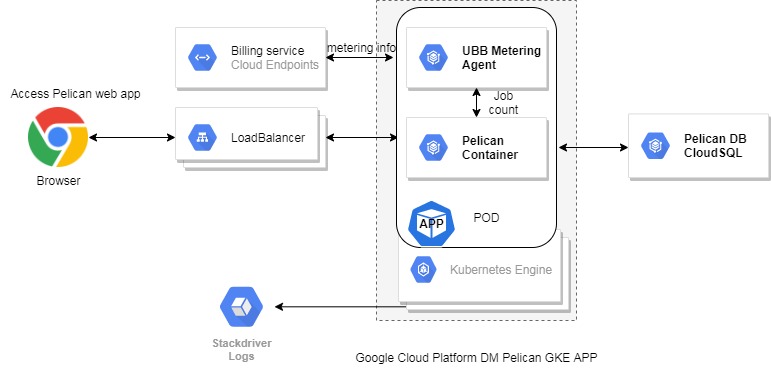 Billing service
Cloud Endpoints
metering info
UBB Metering
Agent
Access Pelican web app
Job
count
LoadBalancer
Pelican
Container
Pelican DB
CloudSQL
Browser
APP
POD
Kubernetes Engine
Stackdriver
Logs
Google Cloud Platform DM Pelican GKE APP